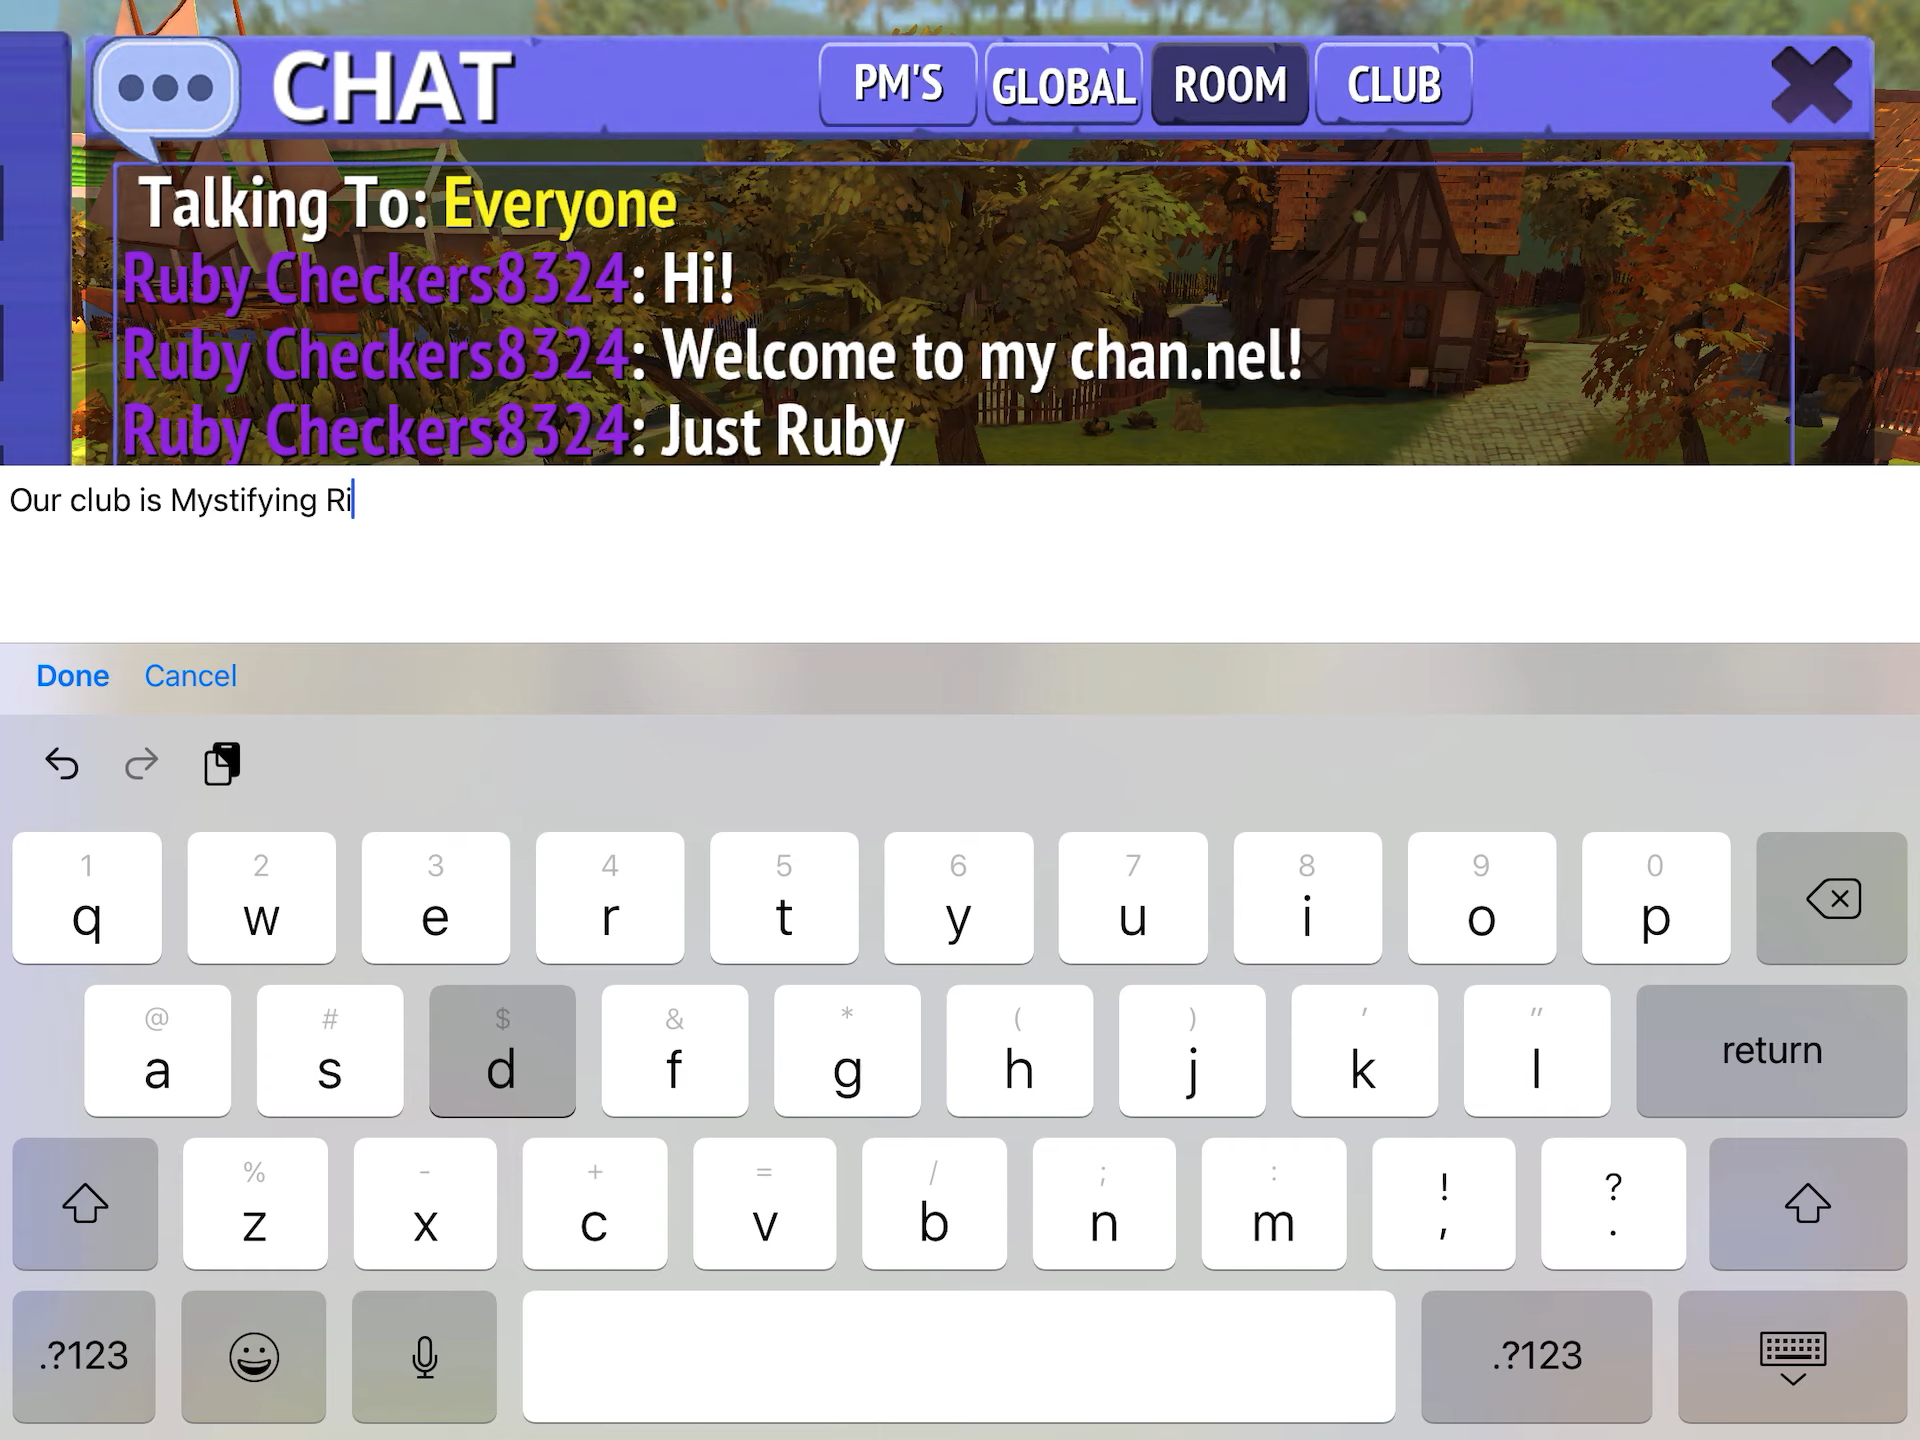 CHAT
PM'S GLOBAL ROOM CLUB
Talking To: Everyone
Ruby Checkers8324: Hi!
Ruby Checkers8324: Welcome to my chan.nel!
Ruby Checkers8324: Just Ruby
Our club is Mystifying Ri
Done Cancel
1 2 3 4 5 6 7 8 9 0
q w e r t y u i o p
@ # $ & * ( ) ' "
a s d f g h j k l return
% - + = / ; : ! ?
z x c v b n m , .
.?123 .?123